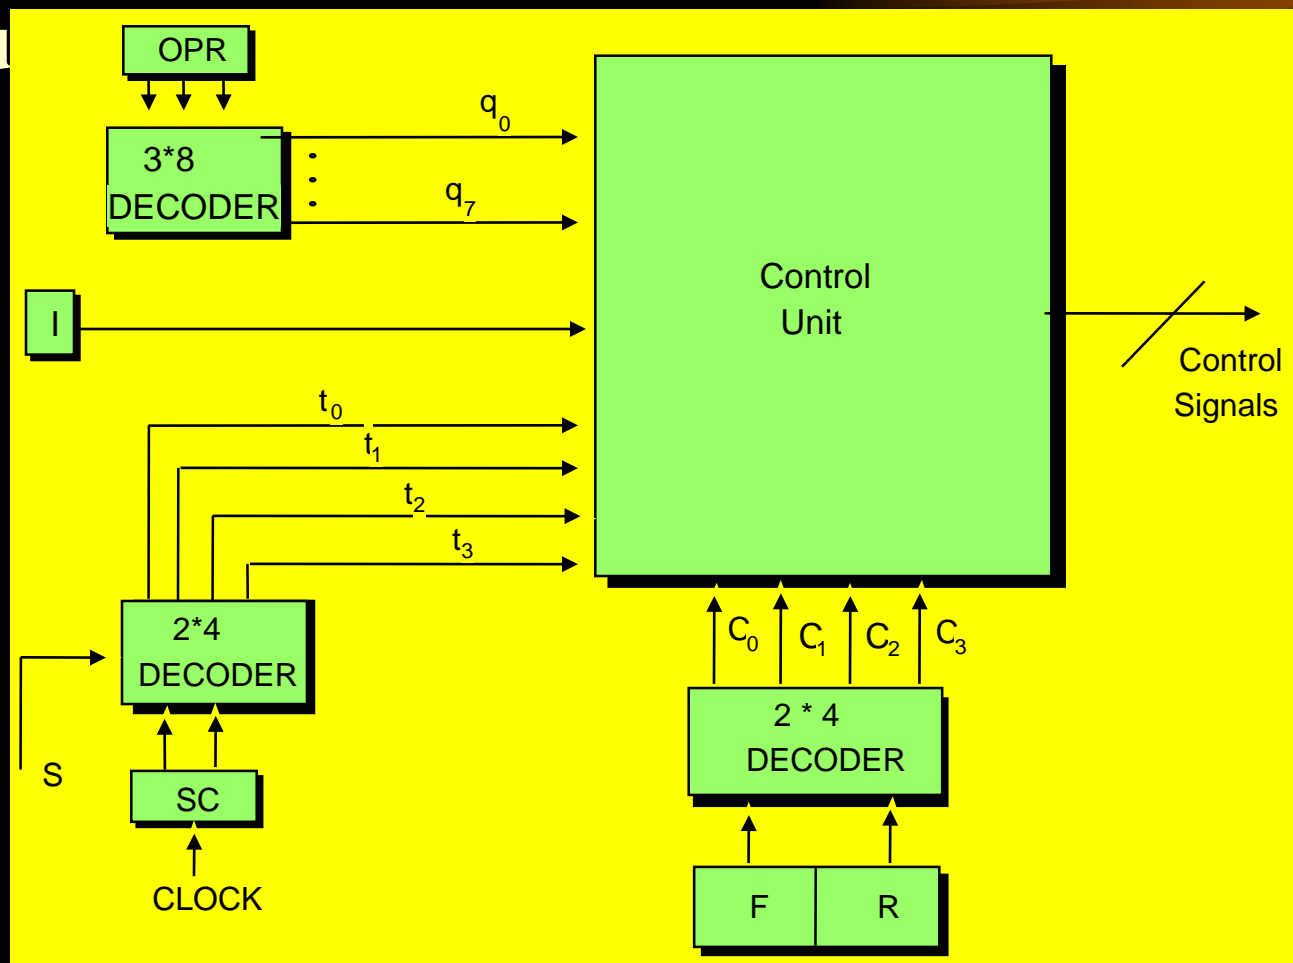 OPR
q0
3*8
DECODER
q7
I
Control
Unit
Control
Signals
t0
t1
t2
t3
2*4
DECODER
C0 C1 C2 C3
S
SC
2 * 4
DECODER
CLOCK
F R